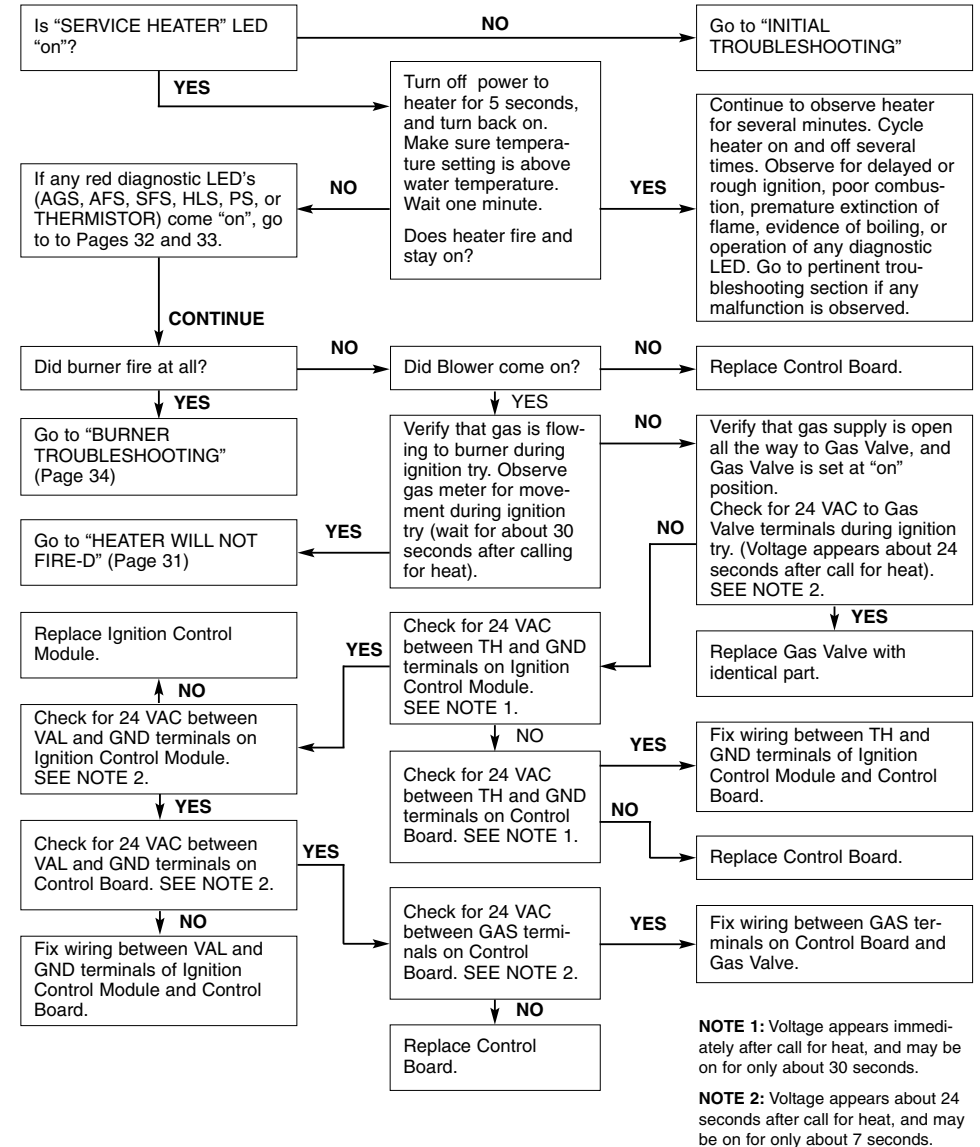 Is “SERVICE HEATER” LED
“on”?
NO
Go to “INITIAL
TROUBLESHOOTING”
YES
Turn off power to
heater for 5 seconds,
and turn back on.
Make sure tempera-
ture setting is above
water temperature.
Wait one minute.
Does heater fire and
stay on?
YES
Continue to observe heater
for several minutes. Cycle
heater on and off several
times. Observe for delayed or
rough ignition, poor combus-
tion, premature extinction of
flame, evidence of boiling, or
operation of any diagnostic
LED. Go to pertinent trou-
bleshooting section if any
malfunction is observed.
NO
If any red diagnostic LED’s
(AGS, AFS, SFS, HLS, PS, or
THERMISTOR) come “on”, go
to to Pages 32 and 33.
CONTINUE
Did burner fire at all?
NO
Did Blower come on?
NO
Replace Control Board.
YES
Go to “BURNER
TROUBLESHOOTING”
(Page 34)
YES
Verify that gas is flow-
ing to burner during
ignition try. Observe
gas meter for move-
ment during ignition
try (wait for about 30
seconds after calling
for heat).
NO
Verify that gas supply is open
all the way to Gas Valve, and
Gas Valve is set at “on”
position.
Check for 24 VAC to Gas
Valve terminals during ignition
try. (Voltage appears about 24
seconds after call for heat).
SEE NOTE 2.
YES
Go to “HEATER WILL NOT
FIRE-D” (Page 31)
NO
YES
Replace Gas Valve with
identical part.
Replace Ignition Control
Module.
YES
Check for 24 VAC
between TH and GND
terminals on Ignition
Control Module.
SEE NOTE 1.
NO
Check for 24 VAC between
VAL and GND terminals on
Ignition Control Module.
SEE NOTE 2.
NO
Check for 24 VAC
between TH and GND
terminals on Control
Board. SEE NOTE 1.
YES
Fix wiring between TH and
GND terminals of Ignition
Control Module and Control
Board.
NO
Replace Control Board.
YES
Check for 24 VAC between
VAL and GND terminals on
Control Board. SEE NOTE 2.
YES
Check for 24 VAC
between GAS termi-
nals on Control
Board. SEE NOTE 2.
YES
Fix wiring between GAS ter-
minals on Control Board and
Gas Valve.
NO
Fix wiring between VAL and
GND terminals of Ignition
Control Module and Control
Board.
NO
Replace Control
Board.
NOTE 1: Voltage appears immedi-
ately after call for heat, and may be
on for only about 30 seconds.
NOTE 2: Voltage appears about 24
seconds after call for heat, and may
be on for only about 7 seconds.